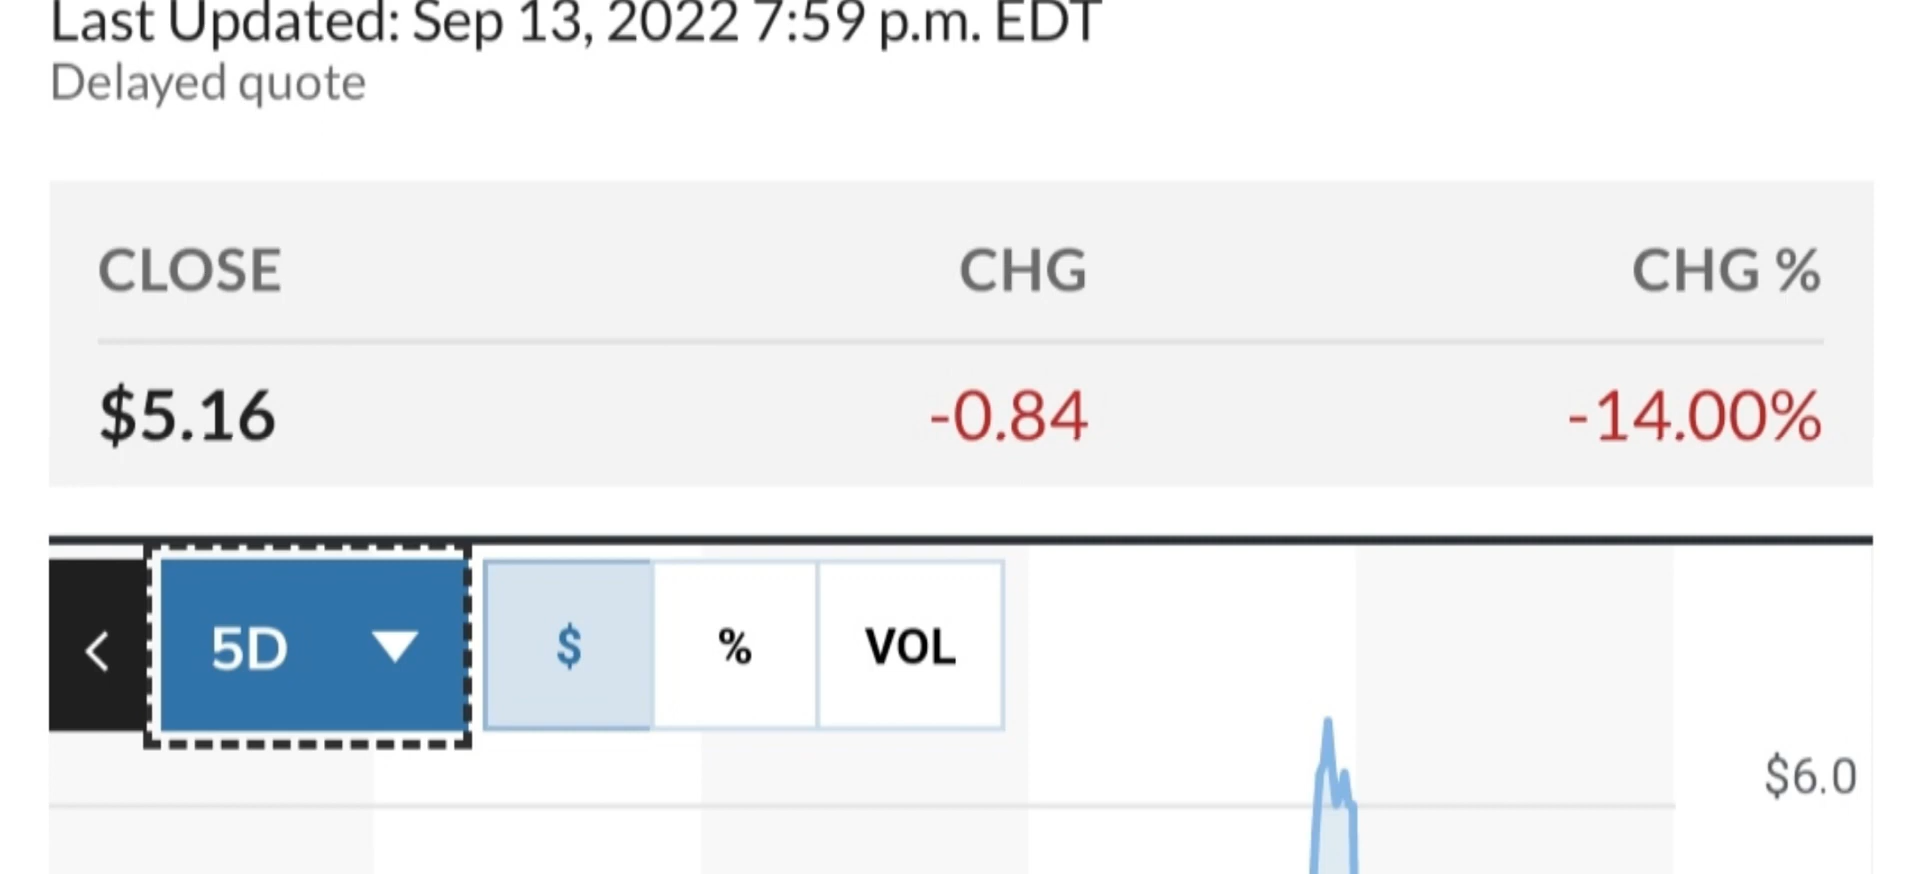 Last Updated: Sep 13, 2022 7:59 p.m. EDT
Delayed quote
CLOSE CHG CHG %
$5.16 -0.84 -14.00%
5D $ % VOL
$6.0